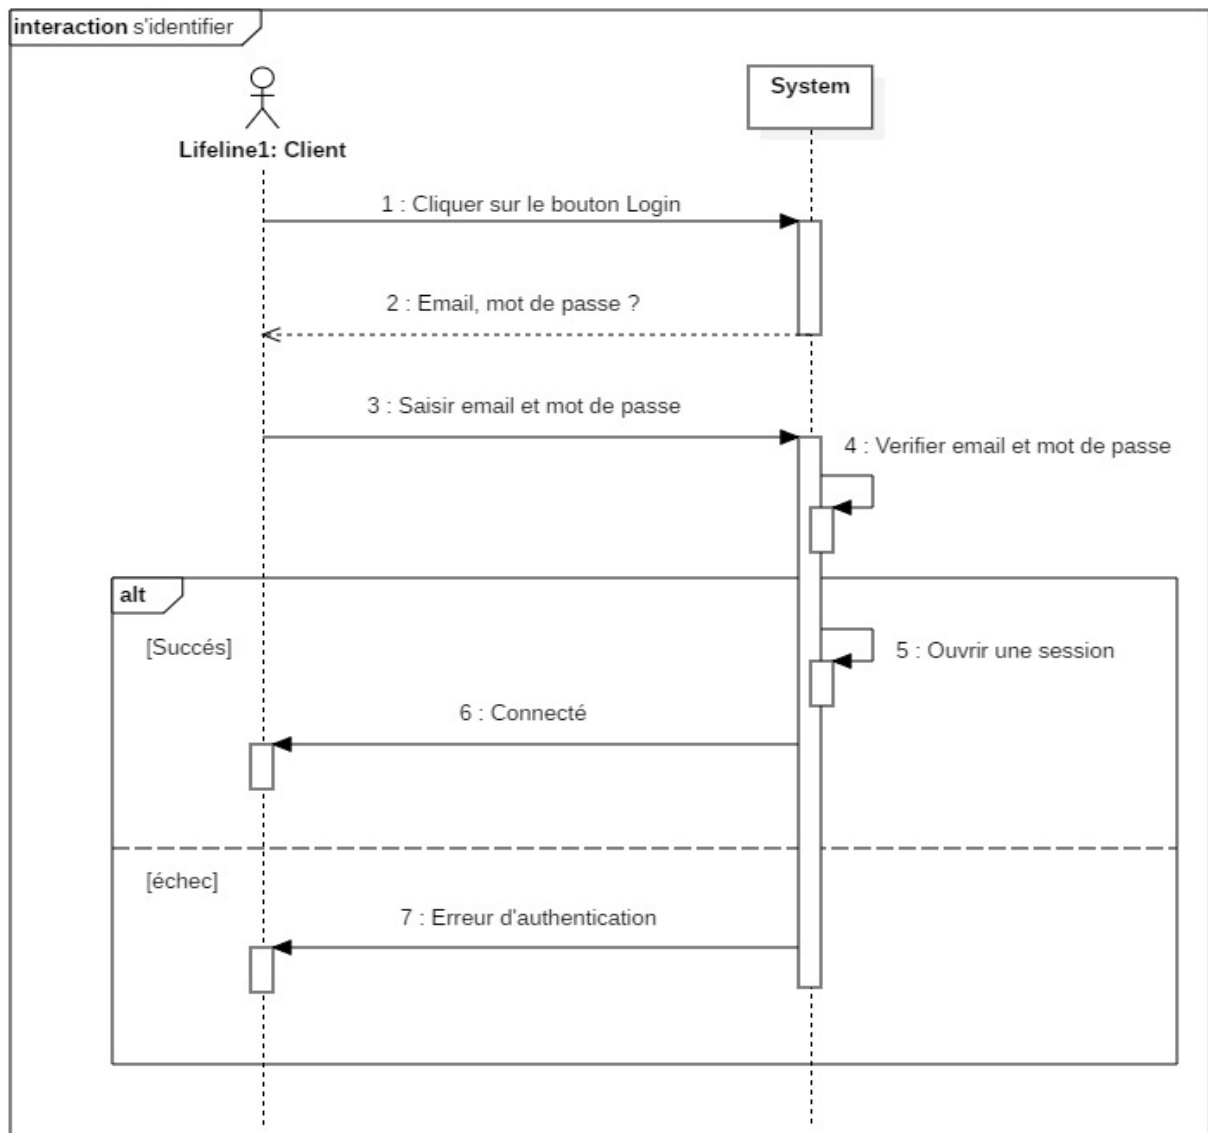 interaction s'identifier
System
Lifeline1: Client
1 : Cliquer sur le bouton Login
2 : Email, mot de passe ?
3 : Saisir email et mot de passe
4 : Verifier email et mot de passe
alt
[Succés]
5 : Ouvrir une session
6 : Connecté
[échec]
7 : Erreur d'authentication